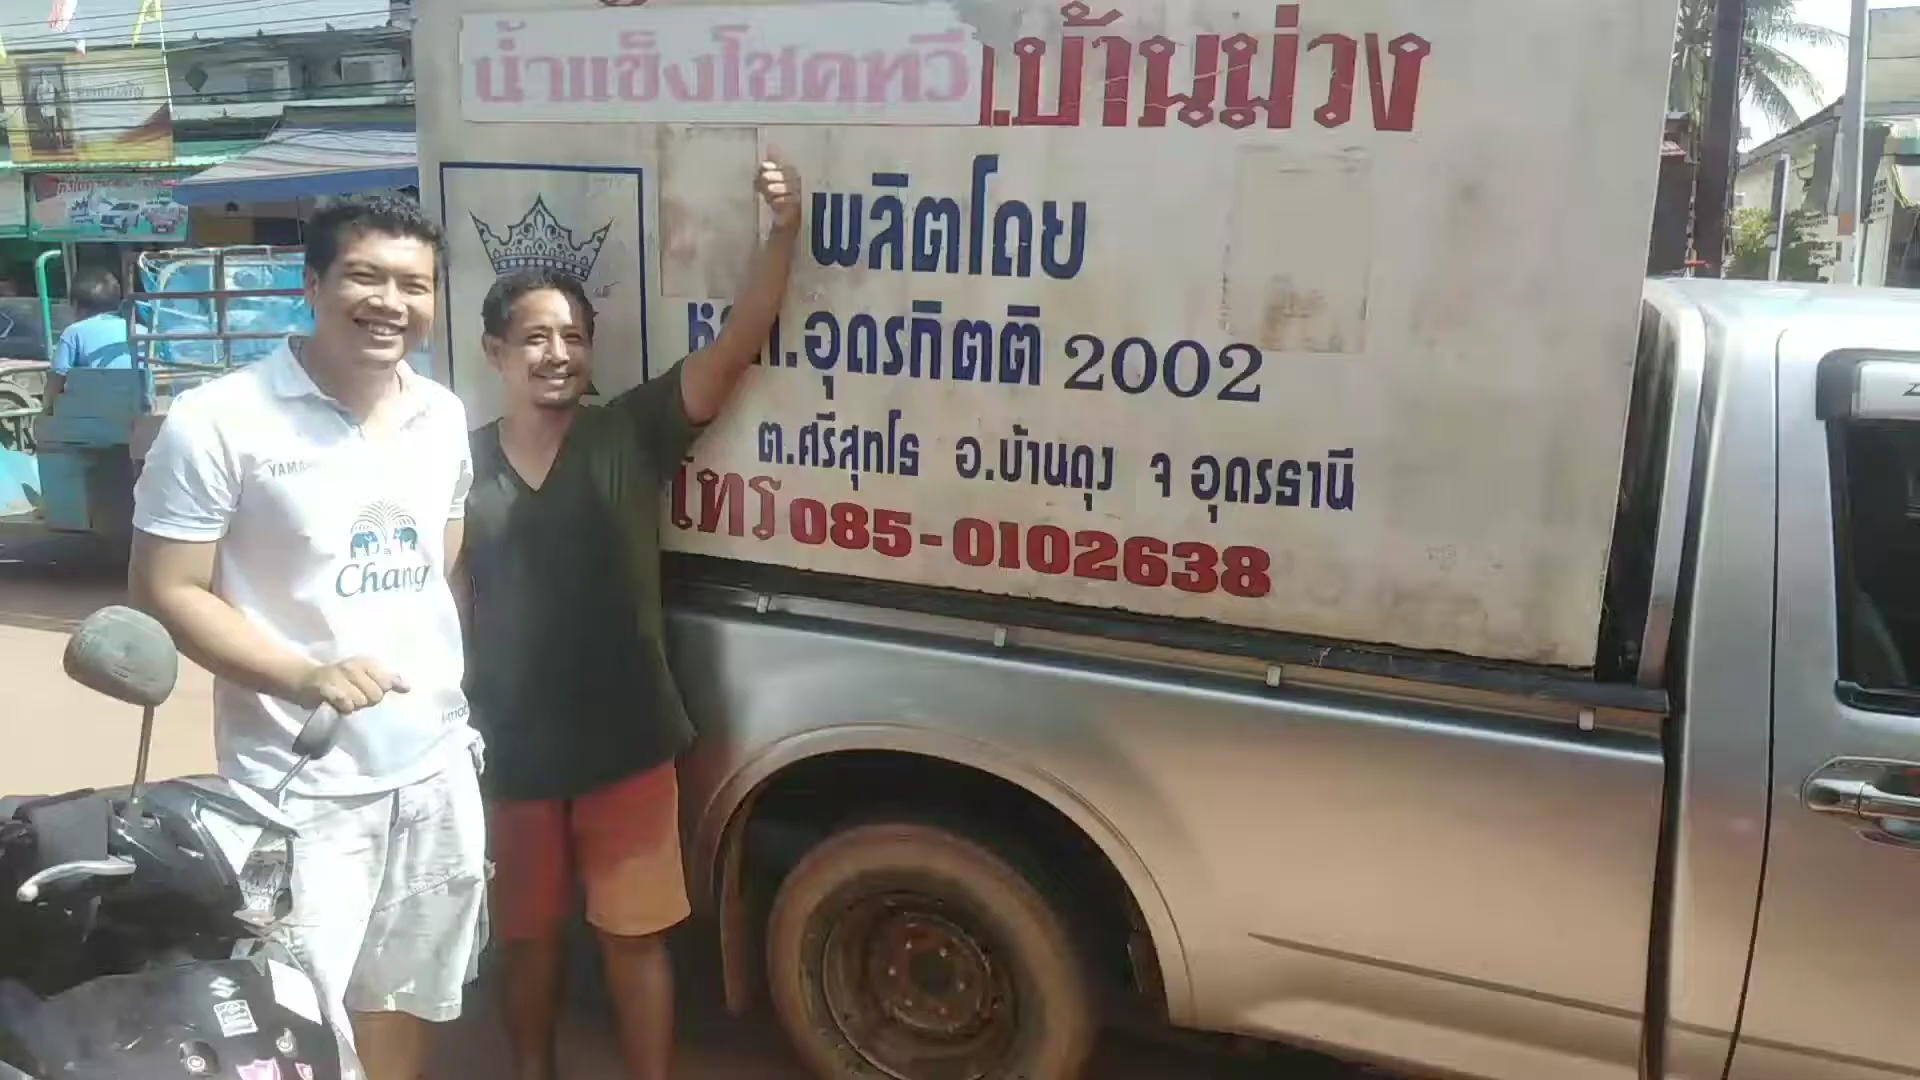 น้ำแข็งโชคทวี
.บ้านม่วง
ผลิตโดย
.อุดรกิตติ 2002
ต.ศรีสุทโธ อ.บ้านดุง จ อุดรธานี
โทร 085-0102638
YAMA
Chang